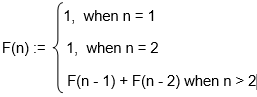 1, when n = 1
F(n) := 1, when n = 2
F(n - 1) + F(n - 2) when n > 2